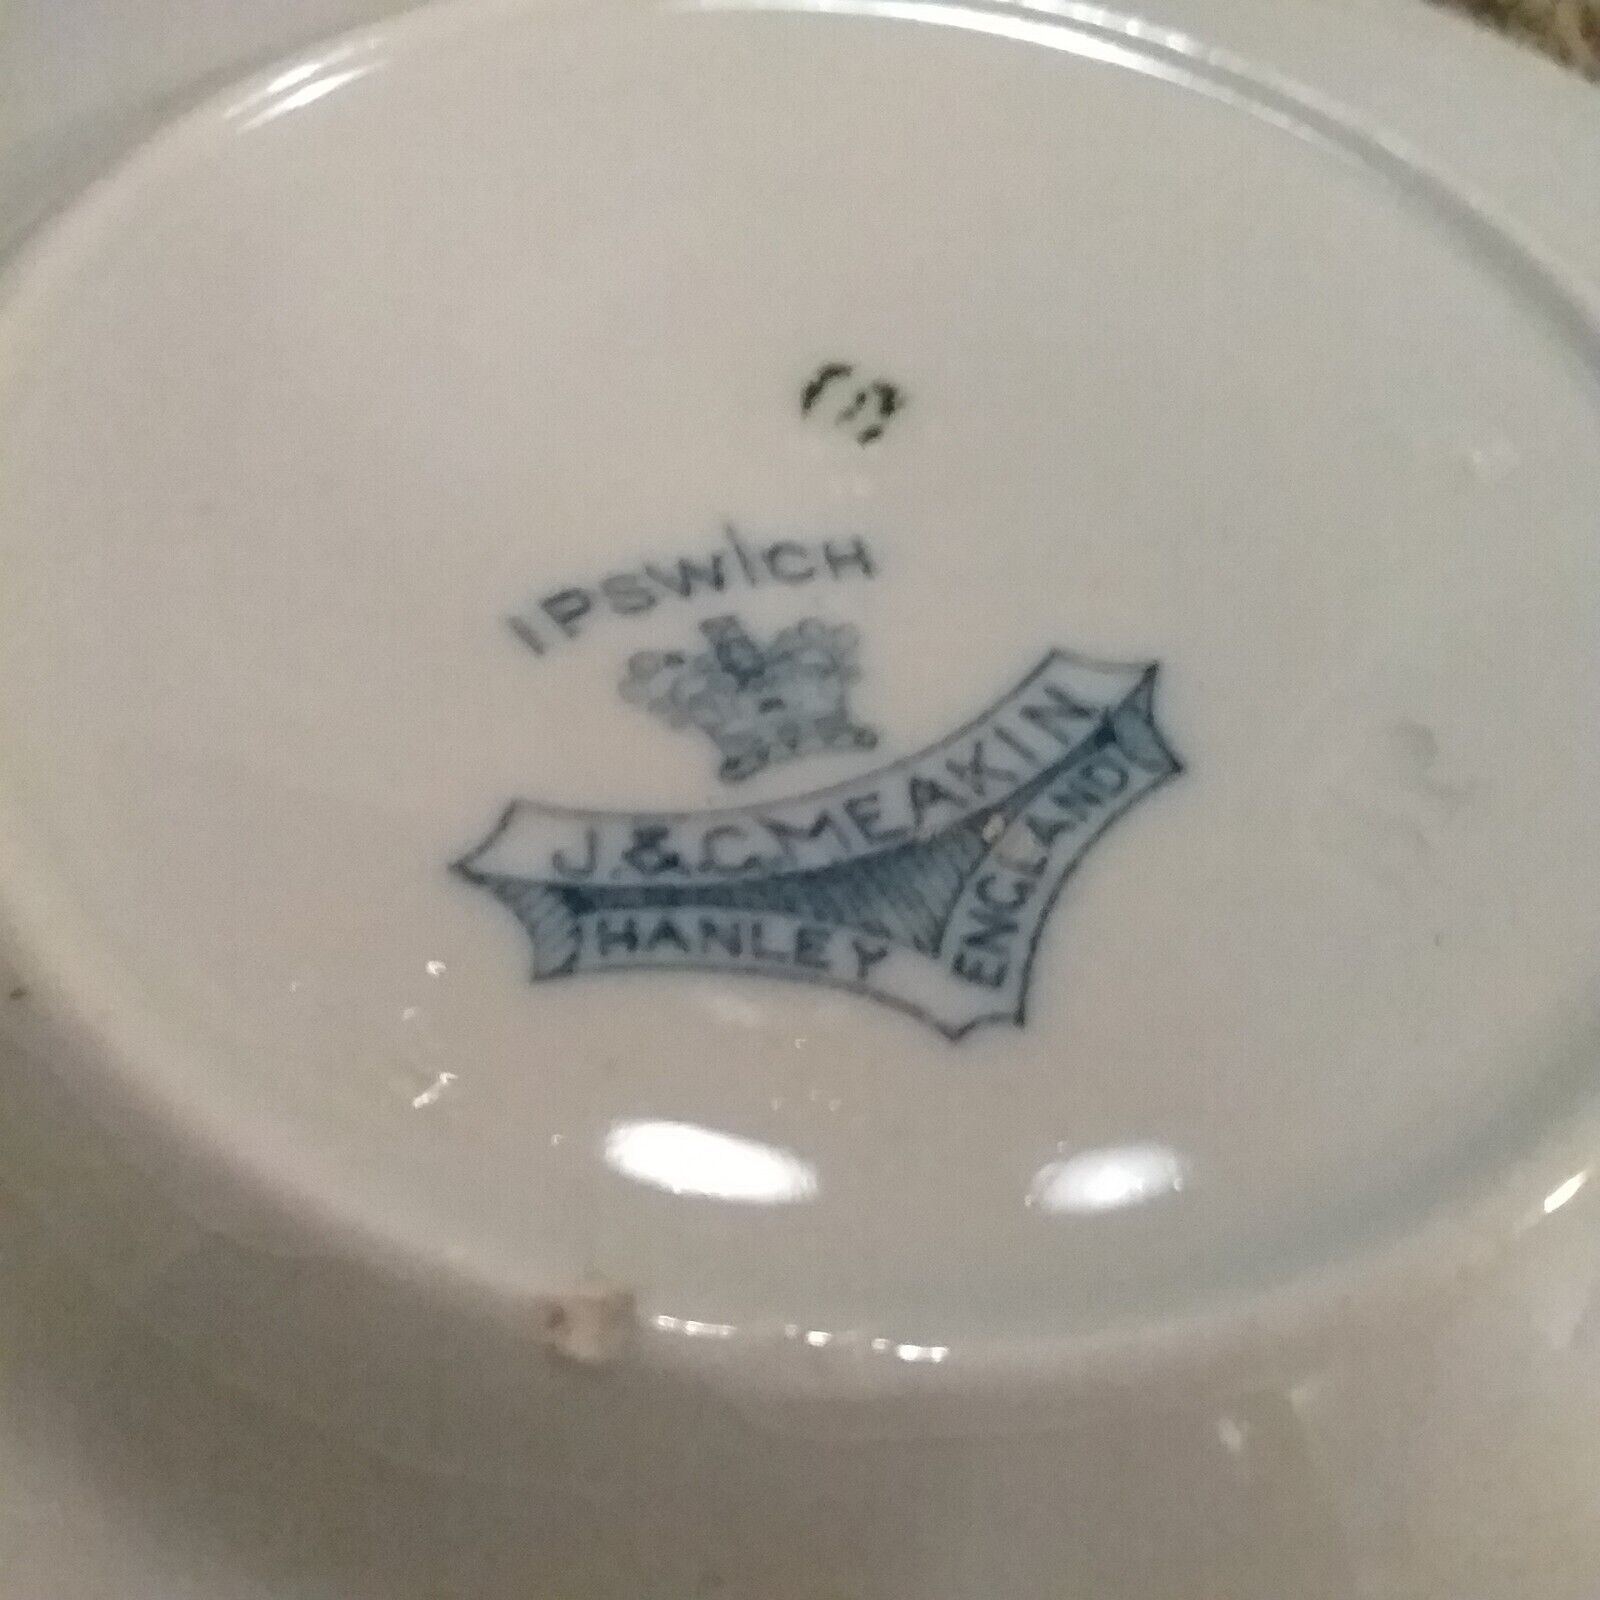 IPSWICH
J. & G. MEAKIN
HANLEY
ENGLAND